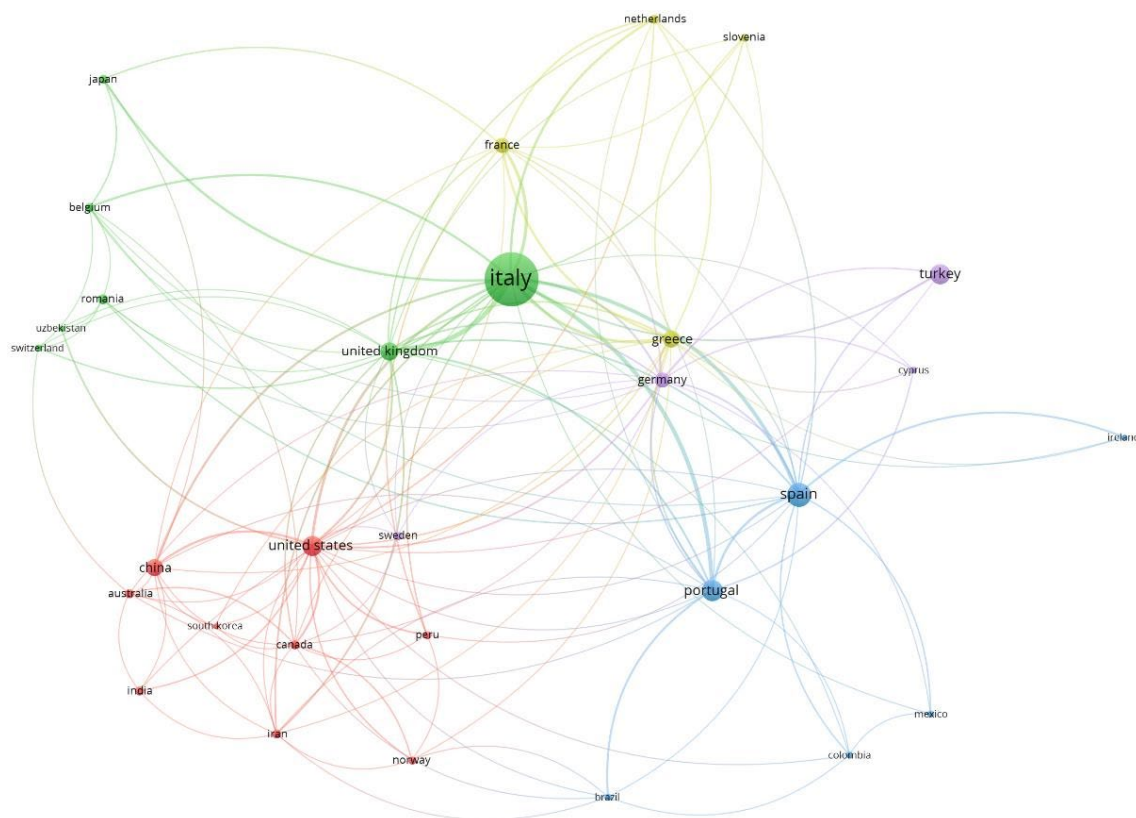 netherlands
slovenia
japan
france
belgium
italy
turkey
romania
uzbekistan
switzerland
united kingdom
greece
germany
cyprus
spain
sweden
united states
china
australia
portugal
south korea
peru
canada
india
mexico
iran
colombia
norway
brazil